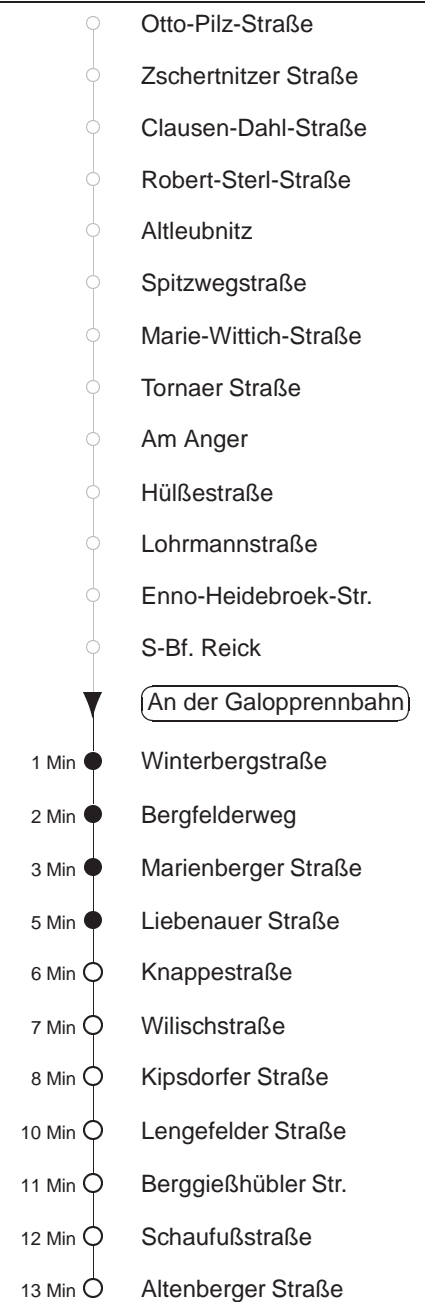 Otto-Pilz-Straße
Zschertnitzer Straße
Clausen-Dahl-Straße
Robert-Sterl-Straße
Altleubnitz
Spitzwegstraße
Marie-Wittich-Straße
Tornaer Straße
Am Anger
Hülßestraße
Lohrmannstraße
Enno-Heidebroek-Str.
S-Bf. Reick
An der Galopprennbahn
1 Min Winterbergstraße
2 Min Bergfelderweg
3 Min Marienberger Straße
5 Min Liebenauer Straße
6 Min Knappestraße
7 Min Wilischstraße
8 Min Kipsdorfer Straße
10 Min Lengefelder Straße
11 Min Berggießhübler Str.
12 Min Schaufußstraße
13 Min Altenberger Straße